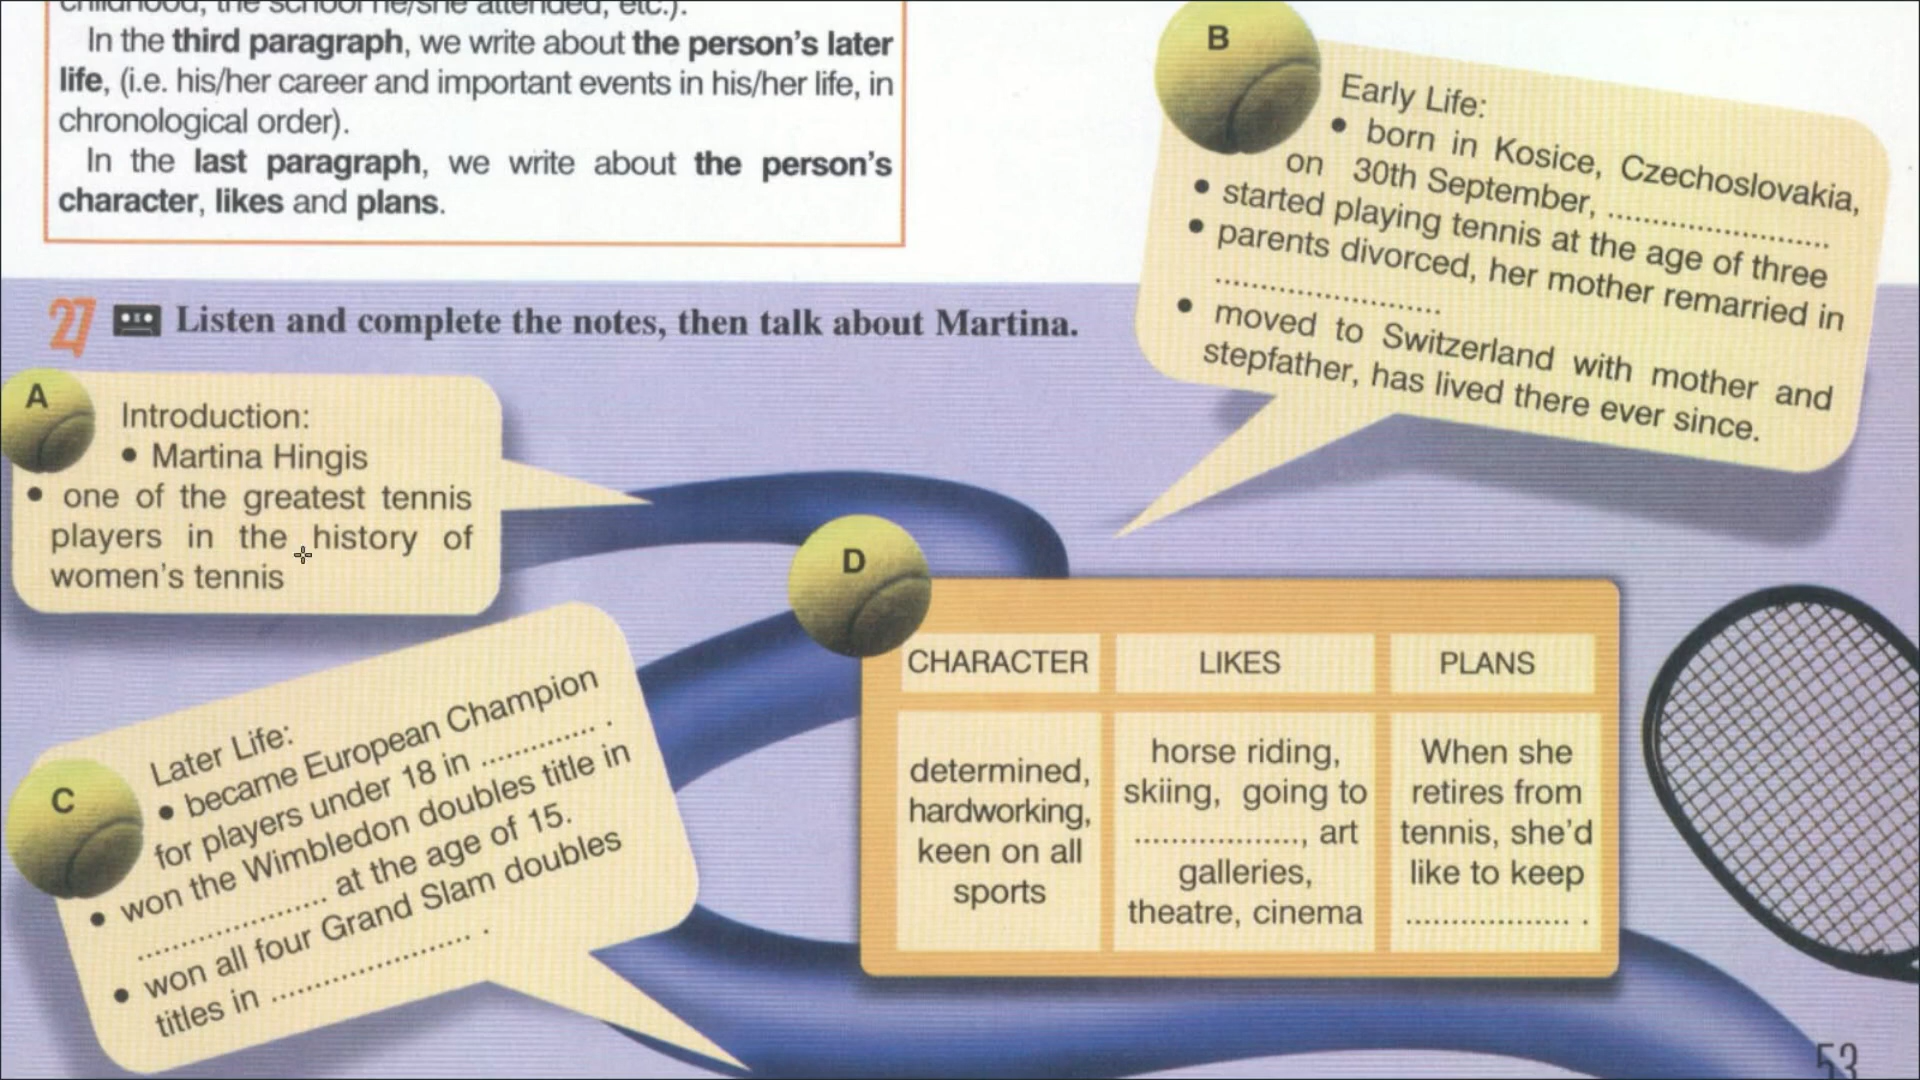 childhood, the school he/she attended, etc.).
In the third paragraph, we write about the person's later
life, (i.e. his/her career and important events in his/her life, in
chronological order).
In the last paragraph, we write about the person's
character, likes and plans.
27 Listen and complete the notes, then talk about Martina.
A
Introduction:
• Martina Hingis
• one of the greatest tennis
players in the history of
women's tennis
B
Early Life:
• born in Kosice, Czechoslovakia,
on 30th September, ........................
• started playing tennis at the age of three
• parents divorced, her mother remarried in
........................
• moved to Switzerland with mother and
stepfather, has lived there ever since.
C
Later Life:
• became European Champion
for players under 18 in ............. .
• won the Wimbledon doubles title in
..................... at the age of 15.
• won all four Grand Slam doubles
titles in ...................... .
D
CHARACTER
LIKES
PLANS
determined,
hardworking,
keen on all
sports
horse riding,
skiing, going to
.................., art
galleries,
theatre, cinema
When she
retires from
tennis, she'd
like to keep
.................. .
53